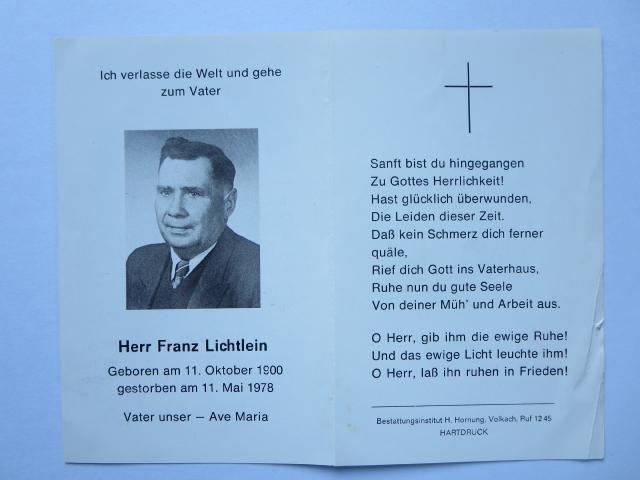 Ich verlasse die Welt und gehe
zum Vater
Herr Franz Lichtlein
Geboren am 11. Oktober 1900
gestorben am 11. Mai 1978
Vater unser — Ave Maria
Sanft bist du hingegangen
Zu Gottes Herrlichkeit!
Hast glücklich überwunden,
Die Leiden dieser Zeit.
Daß kein Schmerz dich ferner
quäle,
Rief dich Gott ins Vaterhaus,
Ruhe nun du gute Seele
Von deiner Müh' und Arbeit aus.
O Herr, gib ihm die ewige Ruhe!
Und das ewige Licht leuchte ihm!
O Herr, laß ihn ruhen in Frieden!
Bestattungsinstitut H. Hornung, Volkach, Ruf 12 45
HARTDRUCK